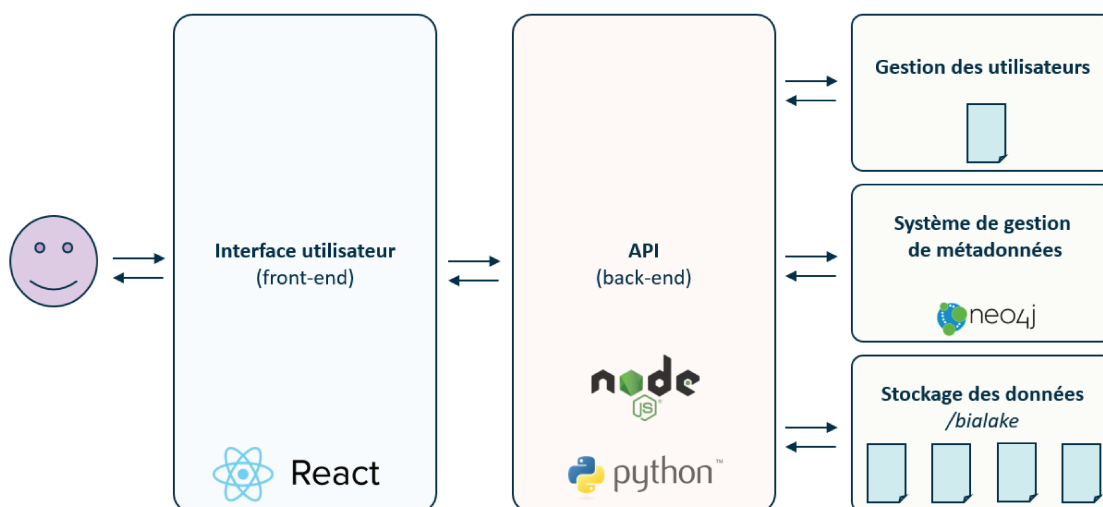 Interface utilisateur
(front-end)
React
API
(back-end)
node
JS
python™
Gestion des utilisateurs
Système de gestion
de métadonnées
neo4j
Stockage des données
/bialake